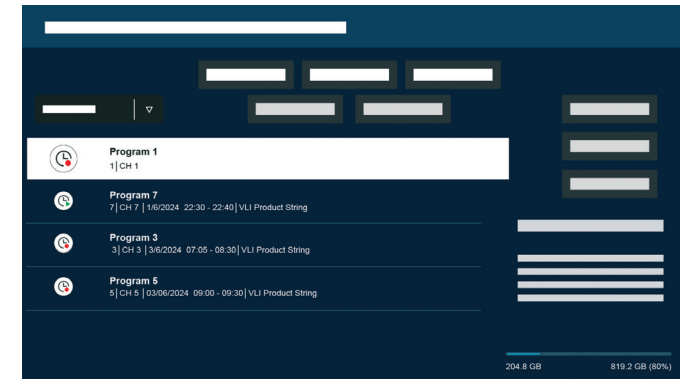 Program 1
1| CH 1
Program 7
7| CH 7 | 1/6/2024 22:30 - 22:40| VLI Product String
Program 3
3| CH 3 | 3/6/2024 07:05 - 08:30| VLI Product String
Program 5
5| CH 5 | 03/06/2024 09:00 - 09:30| VLI Product String
204.8 GB 819.2 GB (80%)